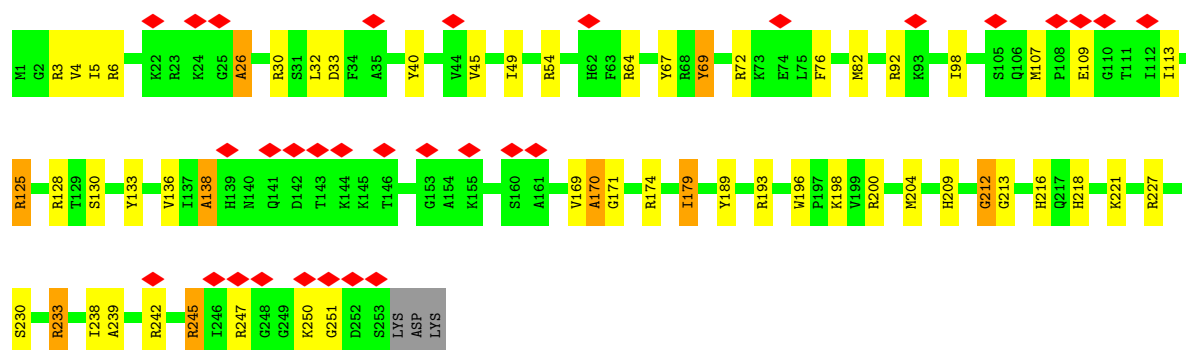 M1 G2 R3 V4 I5 R6 K22 R23 K24 G25 A26 R30 S31 L32 D33 F34 A35 Y40 V44 V45 I49 R54 H62 F63 R64 Y67 R68 Y69 R72 K73 E74 L75 F76 M82 R92 K93 I98 S105 Q106 M107 P108 E109 G110 T111 I112 I113
R125 R128 T129 S130 Y133 V136 I137 A138 H139 N140 Q141 D142 T143 K144 K145 T146 G153 A154 K155 S160 A161 V169 A170 G171 R174 I179 Y189 R193 W196 P197 K198 V199 R200 M204 H209 G212 G213 H216 Q217 H218 K221 R227
S230 R233 I238 A239 R242 R245 I246 R247 G248 G249 K250 G251 D252 S253 LYS ASP LYS